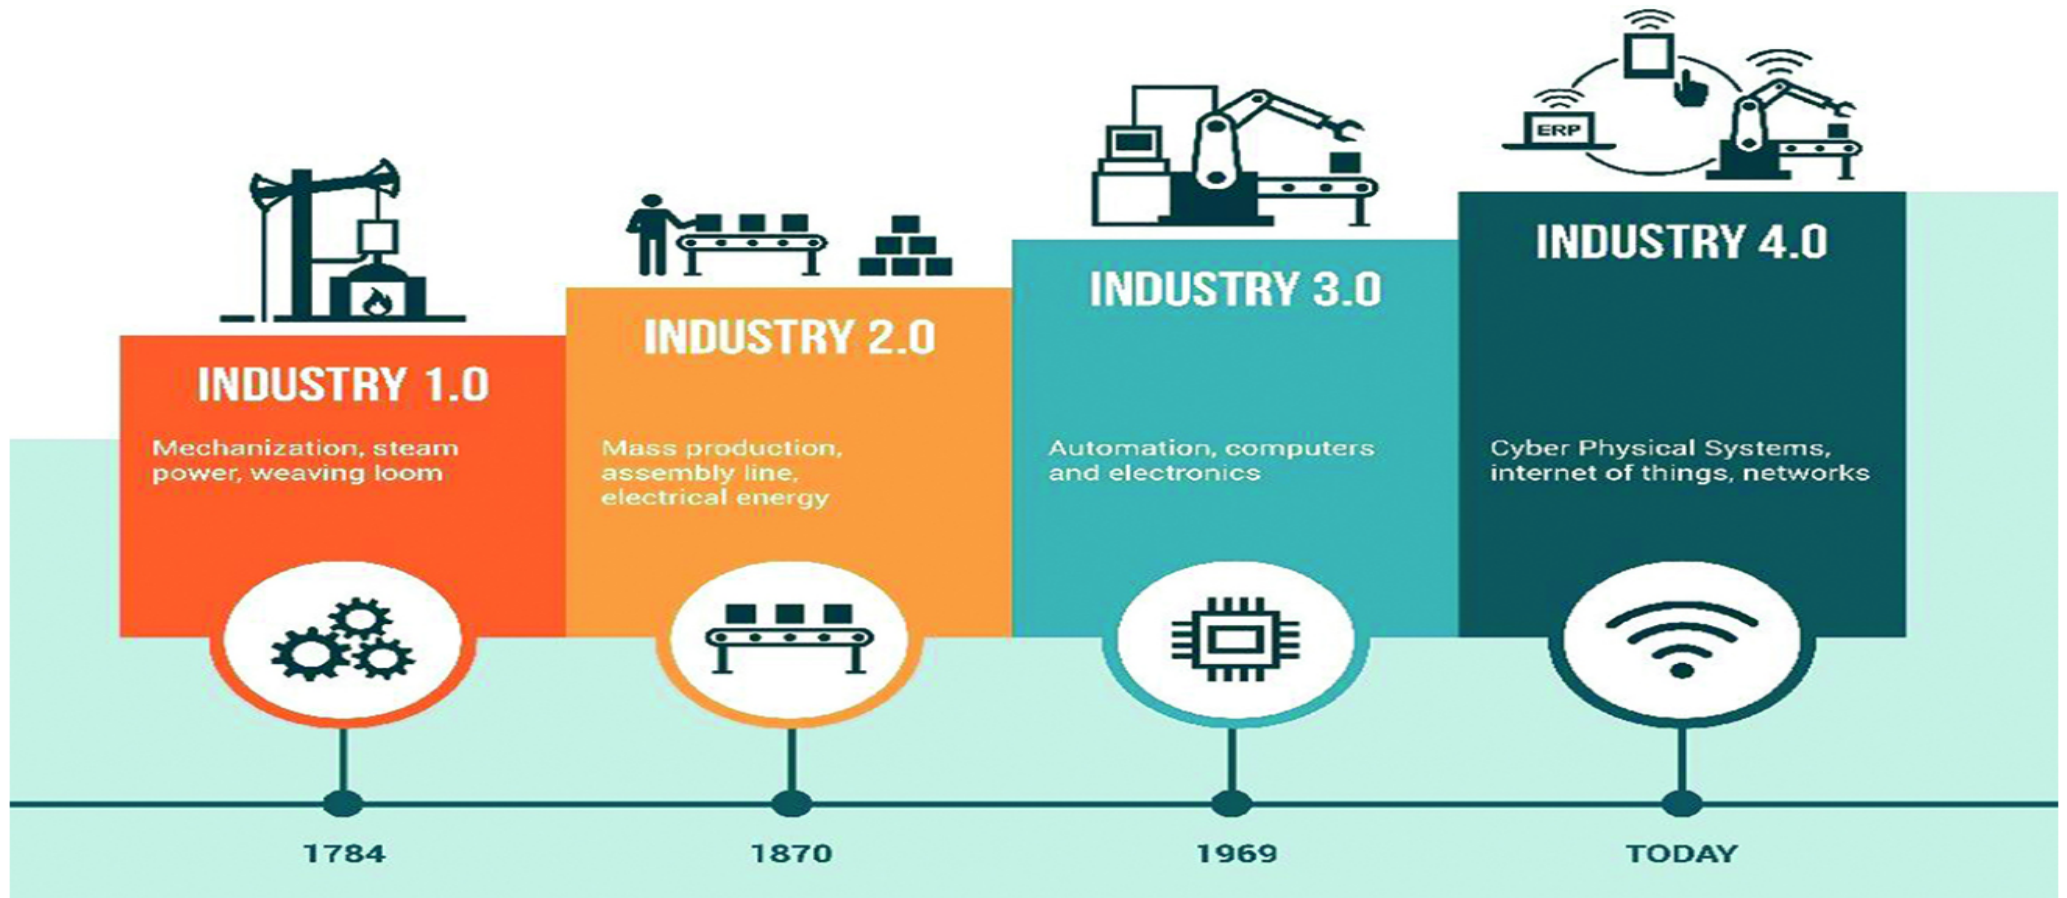 ERP
INDUSTRY 1.0
Mechanization, steam
power, weaving loom
1784
INDUSTRY 2.0
Mass production,
assembly line,
electrical energy
1870
INDUSTRY 3.0
Automation, computers
and electronics
1969
INDUSTRY 4.0
Cyber Physical Systems,
internet of things, networks
TODAY